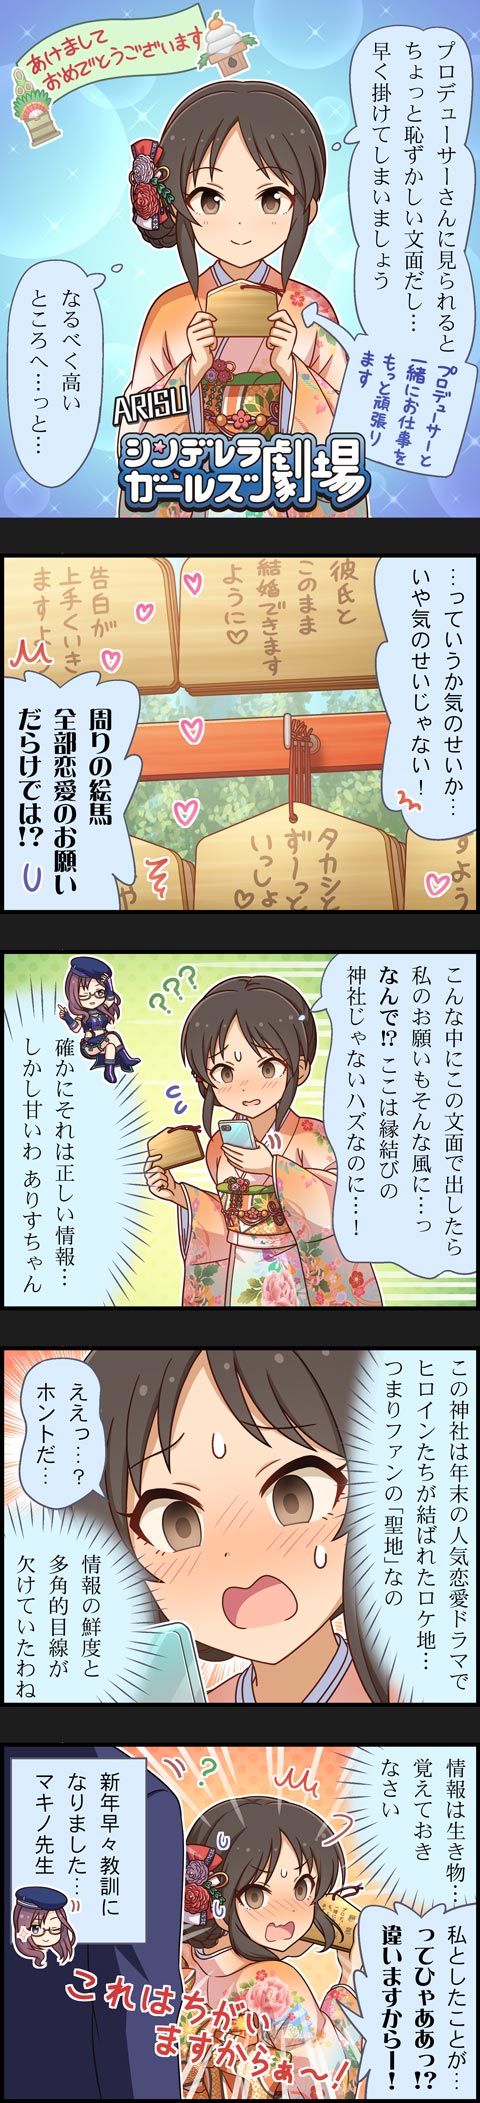 あけまして
おめでとうございます
プロデューサーさんに見られると
ちょっと恥ずかしい文面だし…
早く掛けてしまいましょう
プロデューサーと
一緒にお仕事を
もっと頑張り
ます
なるべく高い
ところへ…っと…
ARISU
シンデレラ
ガールズ
劇場
…っていうか気のせいか…
いや気のせいじゃない！
彼氏と
このまま
結婚できます
ように♡
告白が
上手くいき
ますよ
周りの絵馬
全部恋愛のお願い
だらけでは!?
タカシと
ずーっと
いっしょ
すよう
こんな中にこの文面で出したら
私のお願いもそんな風に…っ
なんで!? ここは縁結びの
神社じゃないハズなのに…！
???
確かにそれは正しい情報…
しかし甘いわ ありすちゃん
この神社は年末の人気恋愛ドラマで
ヒロインたちが結ばれたロケ地…
つまりファンの「聖地」なの
ええっ…？
ホントだ…
情報の鮮度と
多角的目線が
欠けていたわね
情報は生き物…
覚えておき
なさい
私としたことが…
ってひゃああっ!?
違いますからー！
?
新年早々教訓に
なりました…
マキノ先生
これはちがい
ますからぁ〜！